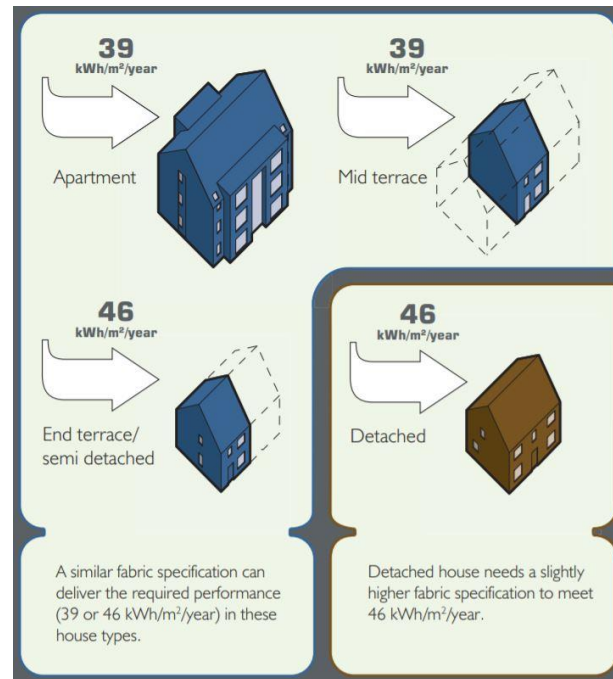 39
kWh/m²/year
Apartment
39
kWh/m²/year
Mid terrace
46
kWh/m²/year
End terrace/
semi detached
46
kWh/m²/year
Detached
A similar fabric specification can
deliver the required performance
(39 or 46 kWh/m²/year) in these
house types.
Detached house needs a slightly
higher fabric specification to meet
46 kWh/m²/year.